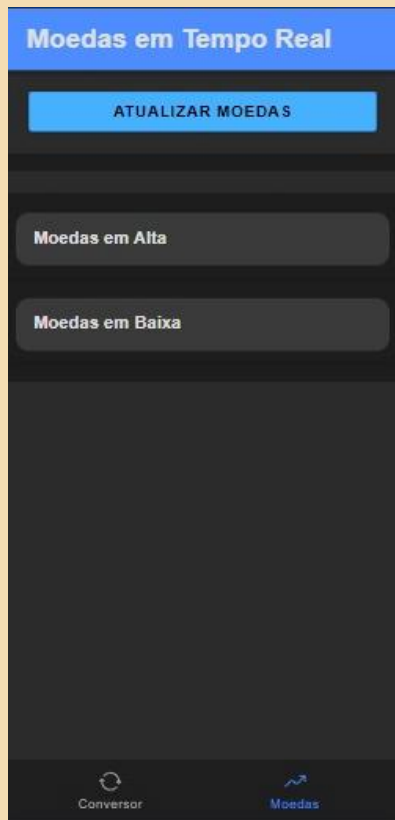 Moedas em Tempo Real
ATUALIZAR MOEDAS
Moedas em Alta
Moedas em Baixa
Conversor
Moedas